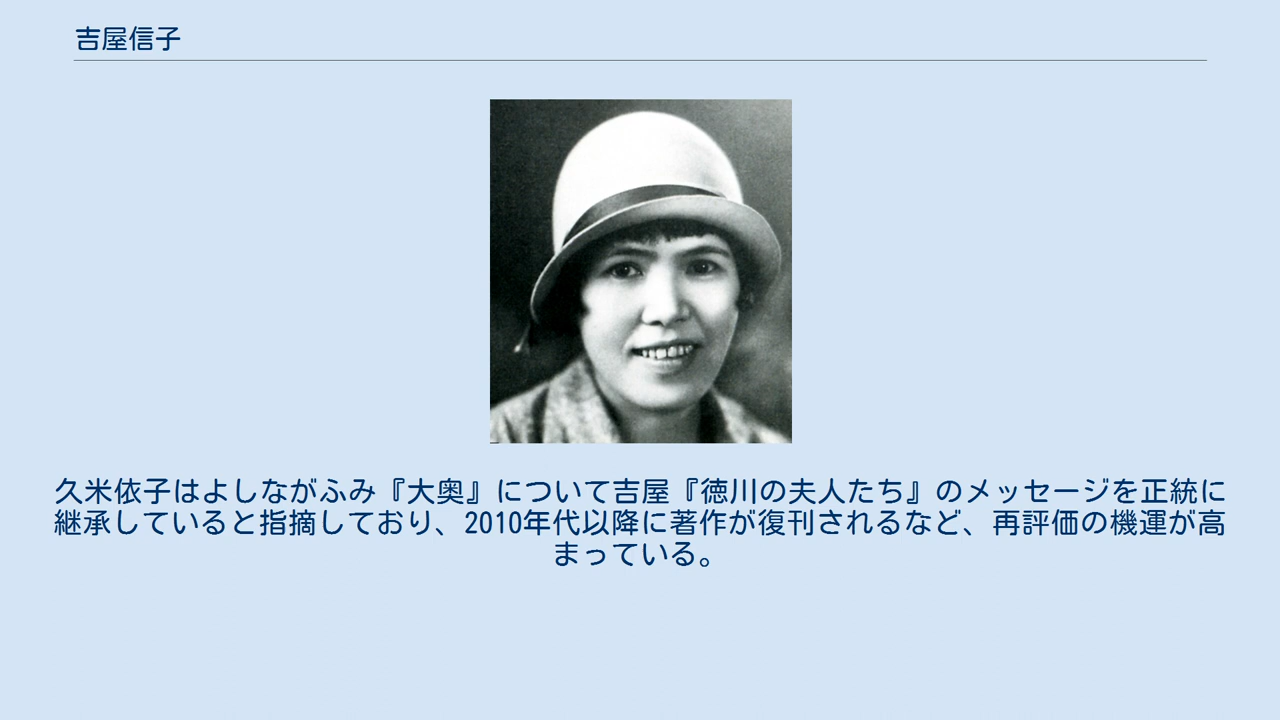 吉屋信子
久米依子はよしながふみ『大奥』について吉屋『徳川の夫人たち』のメッセージを正統に
継承していると指摘しており、2010年代以降に著作が復刊されるなど、再評価の機運が高
まっている。